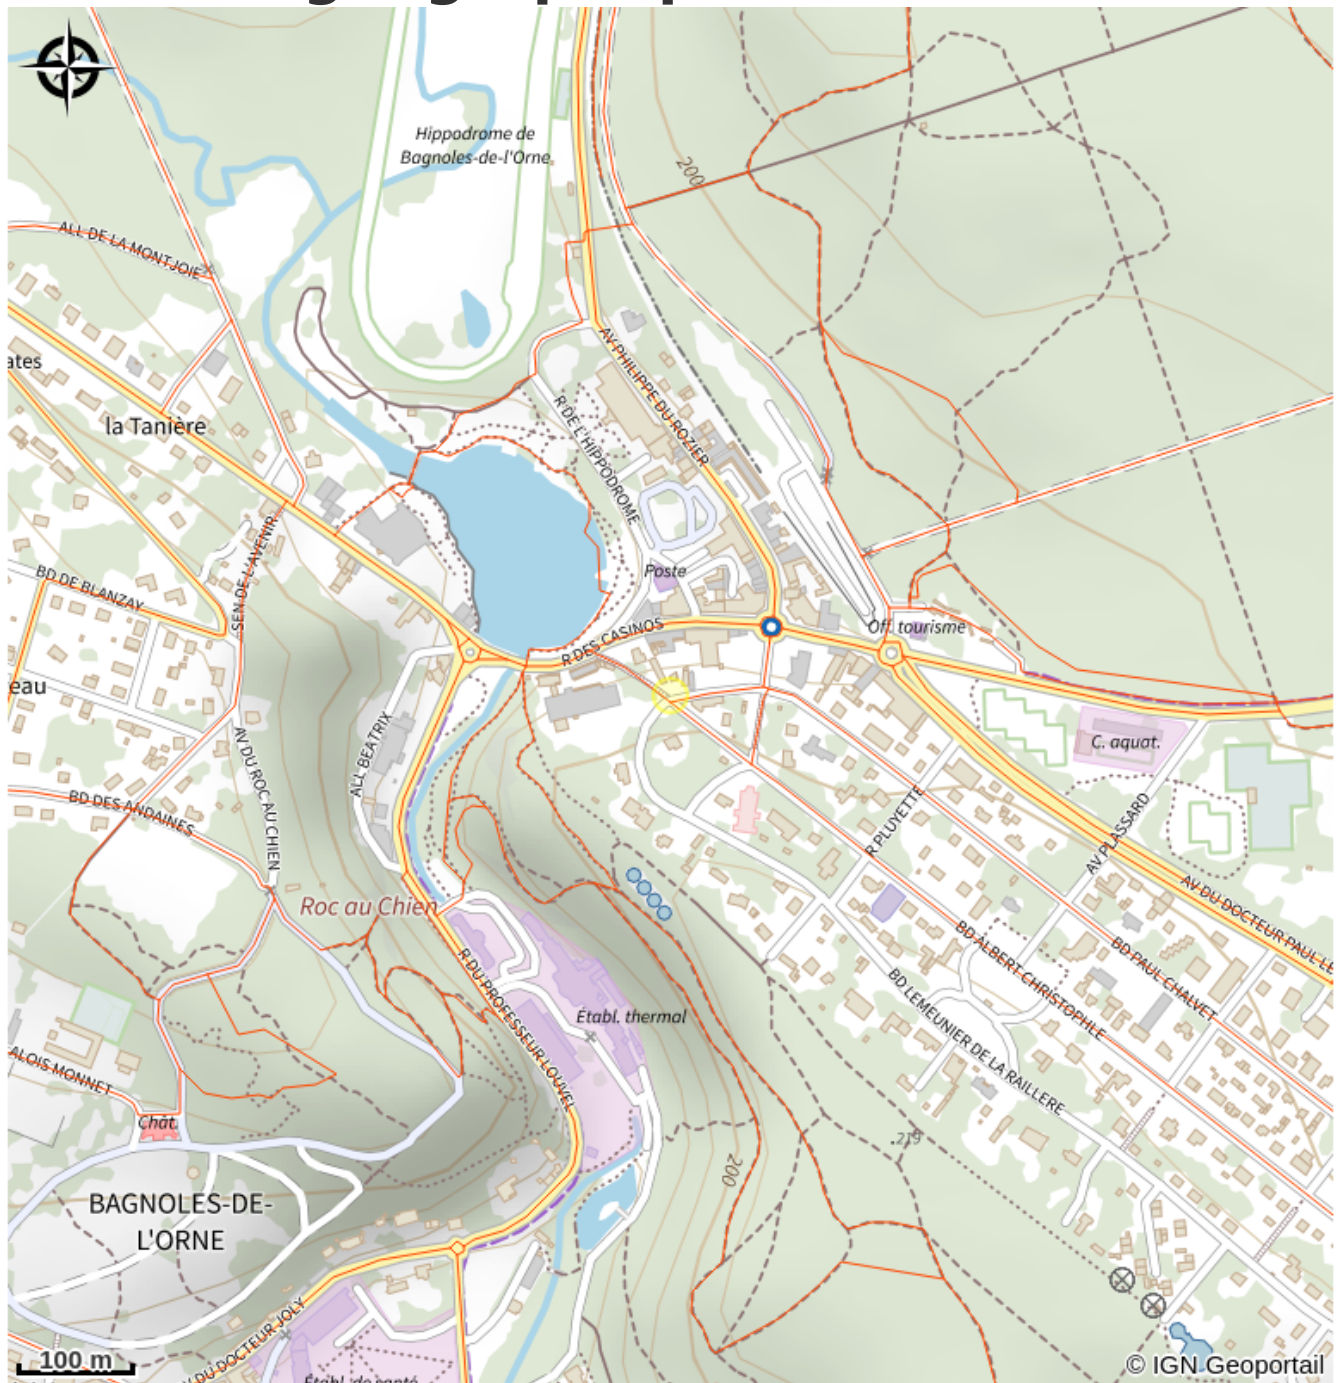 Hippodrome de
Bagnoles-de-l'Orne
200
ALL DE LA MONTJOIE
AV PHILIPPE DU ROZIER
ates
la Tanière
R DE L'HIPPODROME
SEN DE L'AVENIR
BD DE BLANZAY
Poste
R DES CASINOS
Off. tourisme
eau
ALL BEATRIX
AV DU ROC AU CHIEN
C. aquat.
BD DES ANDAINES
R PLUYETTE
AV PLASSARD
AV DU DOCTEUR PAUL LE
Roc au Chien
BD ALBERT CHRISTOPHLE
BD PAUL CHALVET
R DU PROFESSEUR LOUVEL
BD LEMEUNIER DE LA RAILLERE
Établ. thermal
ALOIS MONNET
Chât.
.219
200
BAGNOLES-DE-
L'ORNE
V DU DOCTEUR JOLY
100 m
© IGN Geoportail